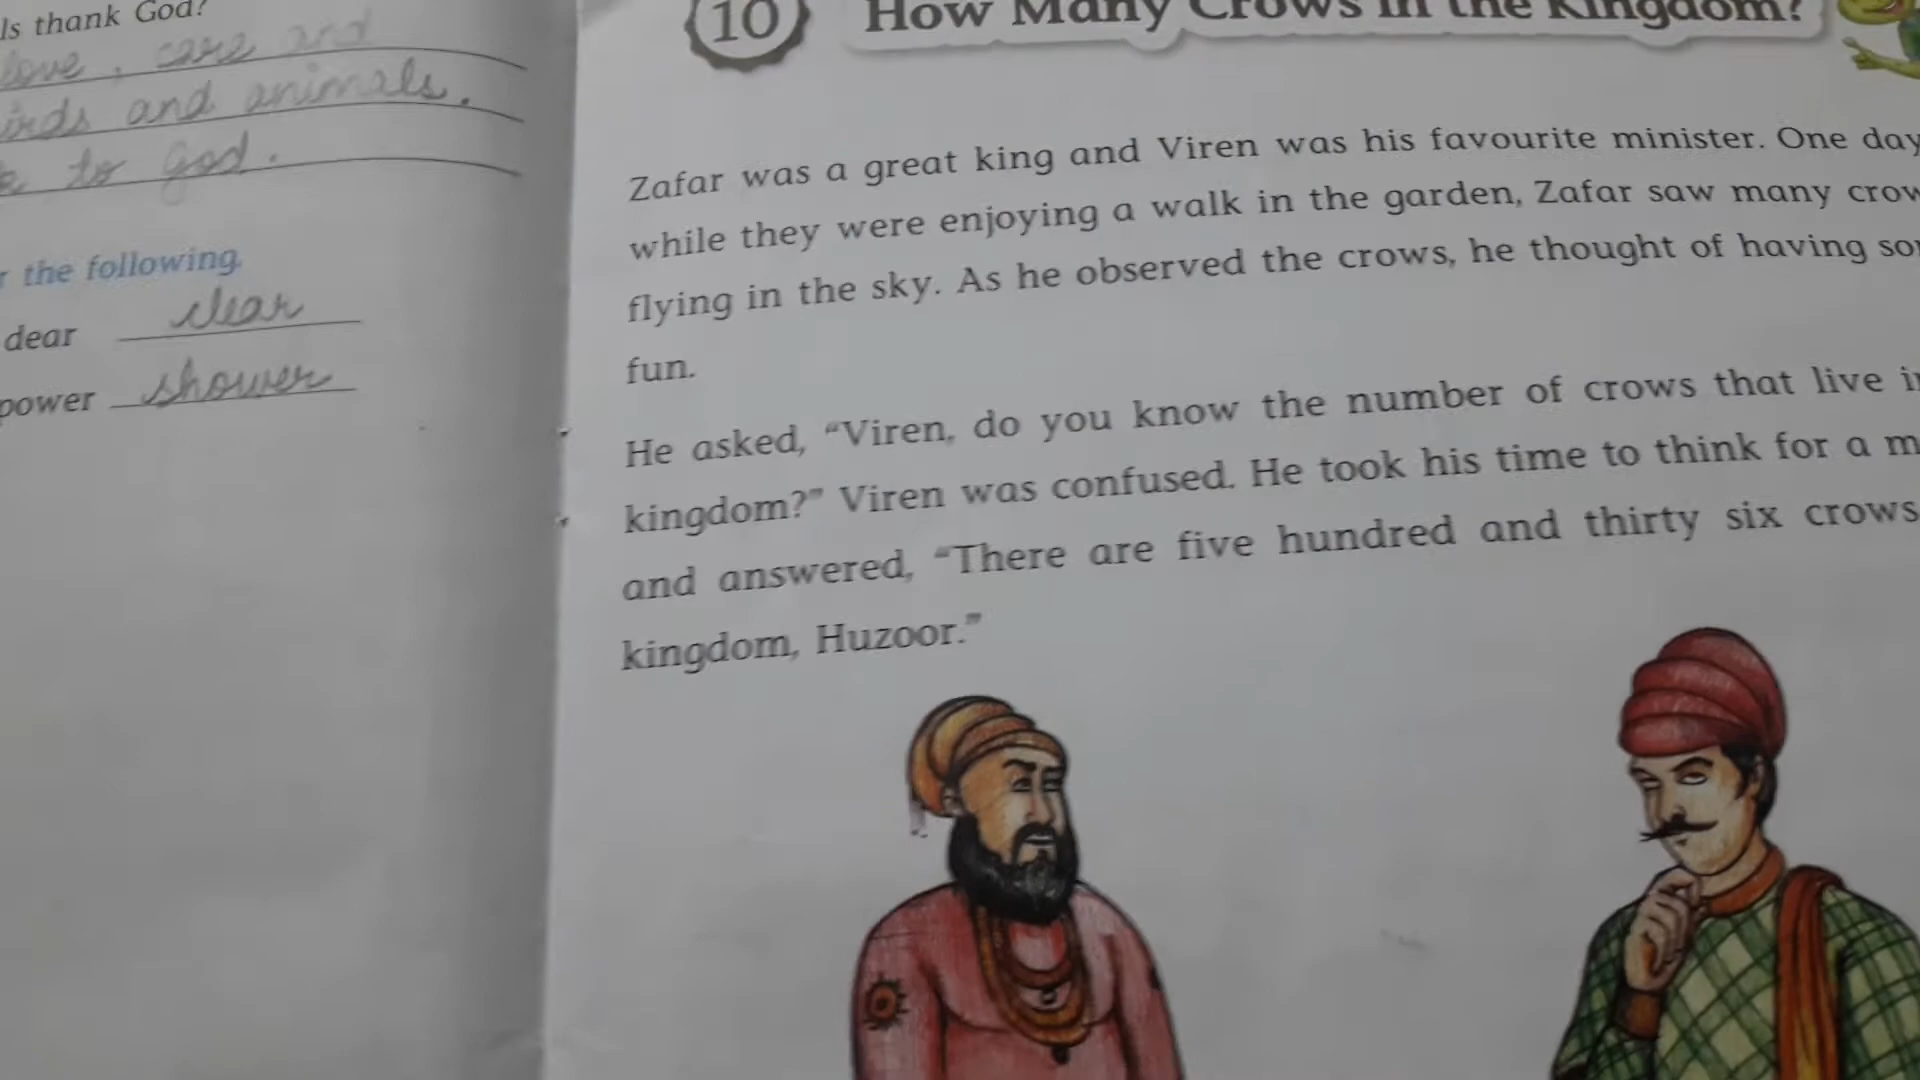 ls thank God?
love, care and
irds and animals.
to god.
the following.
dear clear
power shower
10 How Many Crows in the Kingdom?
Zafar was a great king and Viren was his favourite minister. One day
while they were enjoying a walk in the garden, Zafar saw many crow
flying in the sky. As he observed the crows, he thought of having so
fun.
He asked, “Viren, do you know the number of crows that live i
kingdom?” Viren was confused. He took his time to think for a m
and answered, “There are five hundred and thirty six crows
kingdom, Huzoor.”